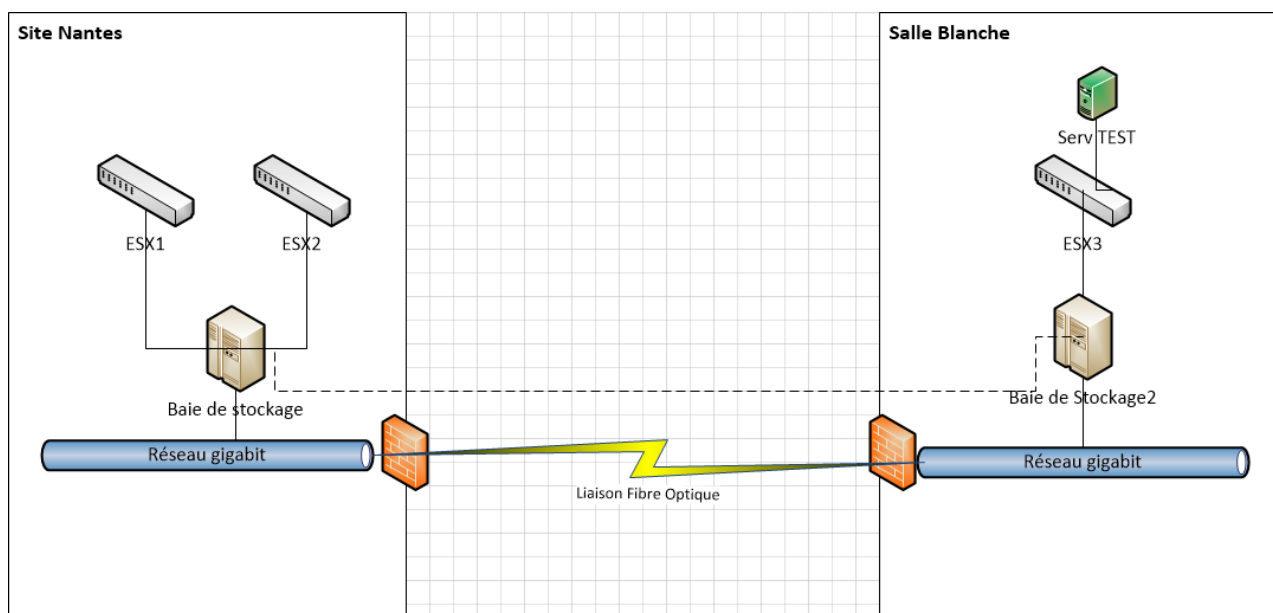 Site Nantes
Salle Blanche
Serv TEST
ESX1
ESX2
ESX3
Baie de stockage
Baie de Stockage2
Réseau gigabit
Réseau gigabit
Liaison Fibre Optique